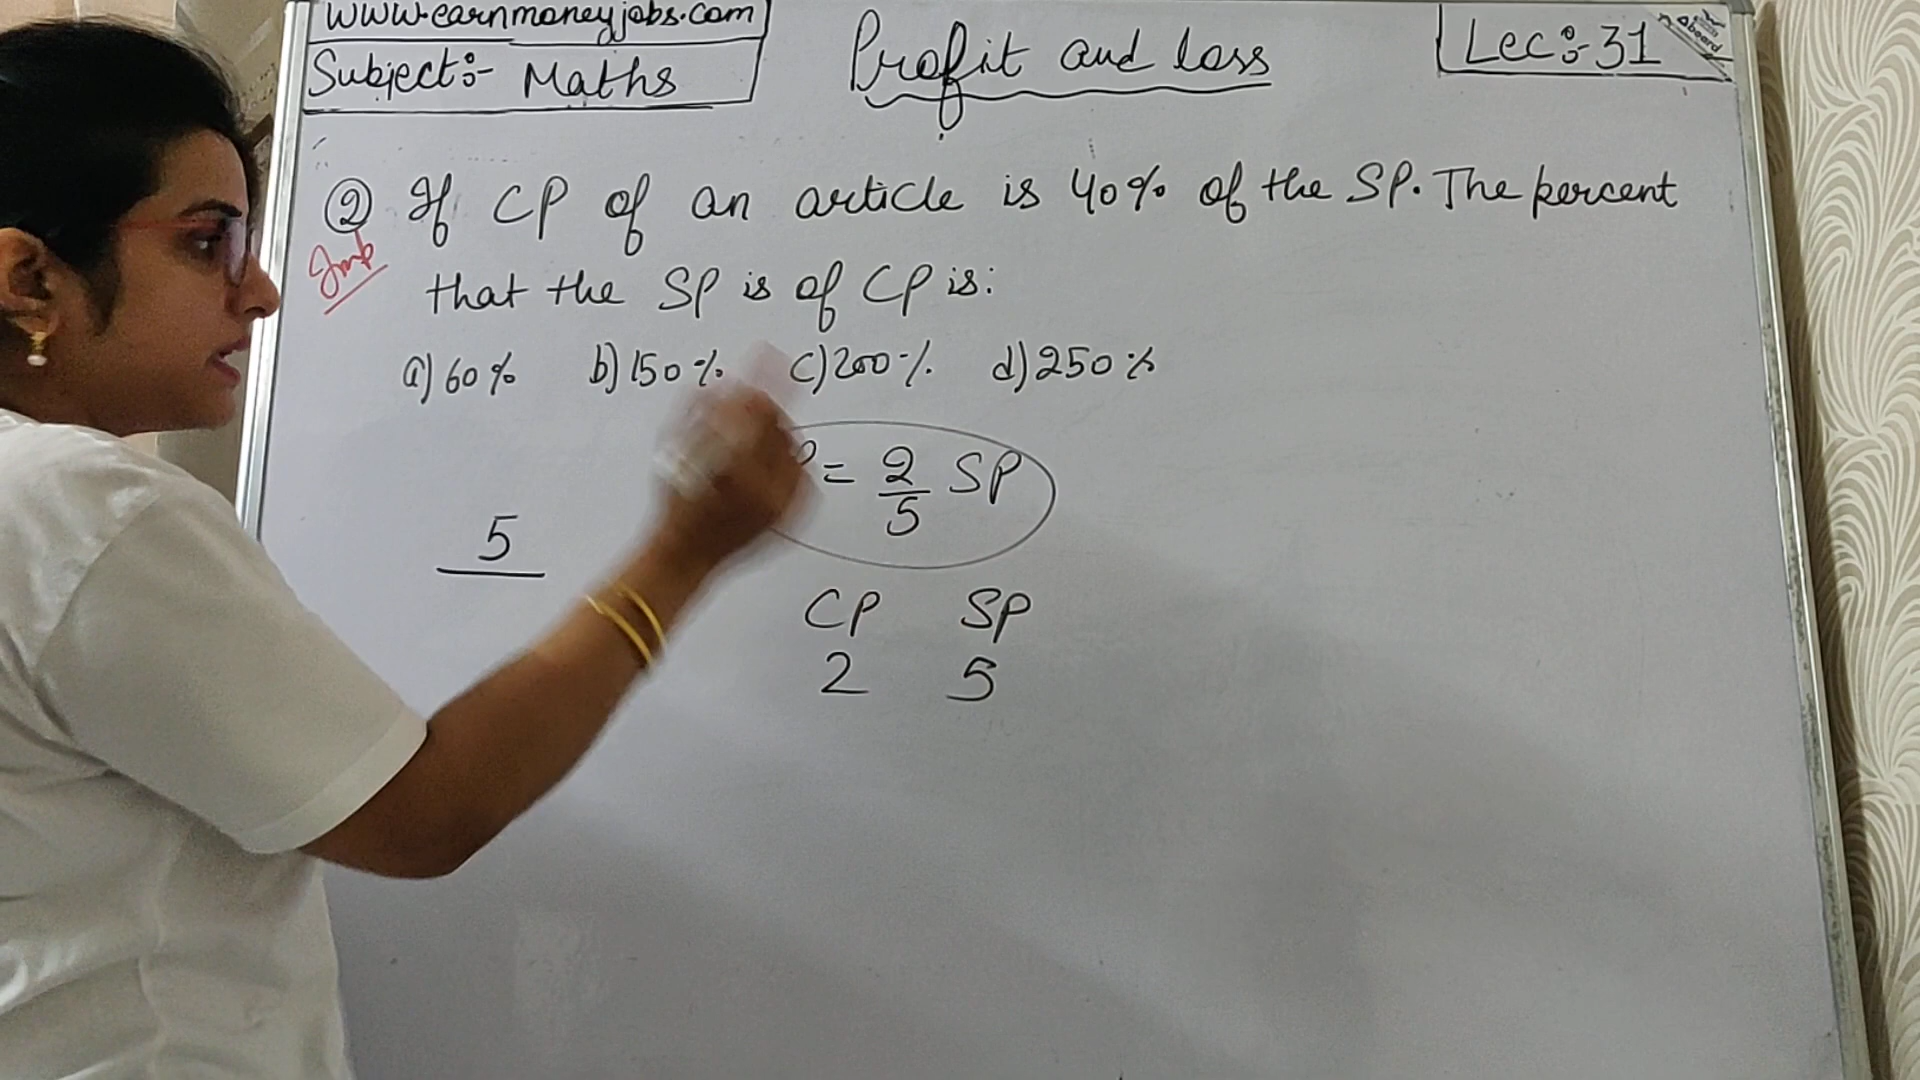 www.earnmoneyjobs.com
Subject:- Maths
Profit and loss
Lec:-31
board
② If CP of an article is 40% of the SP. The percent
Imp
that the SP is of CP is:
a) 60% b) 150% c) 200% d) 250%
P = 2/5 SP
5
CP SP
2 5